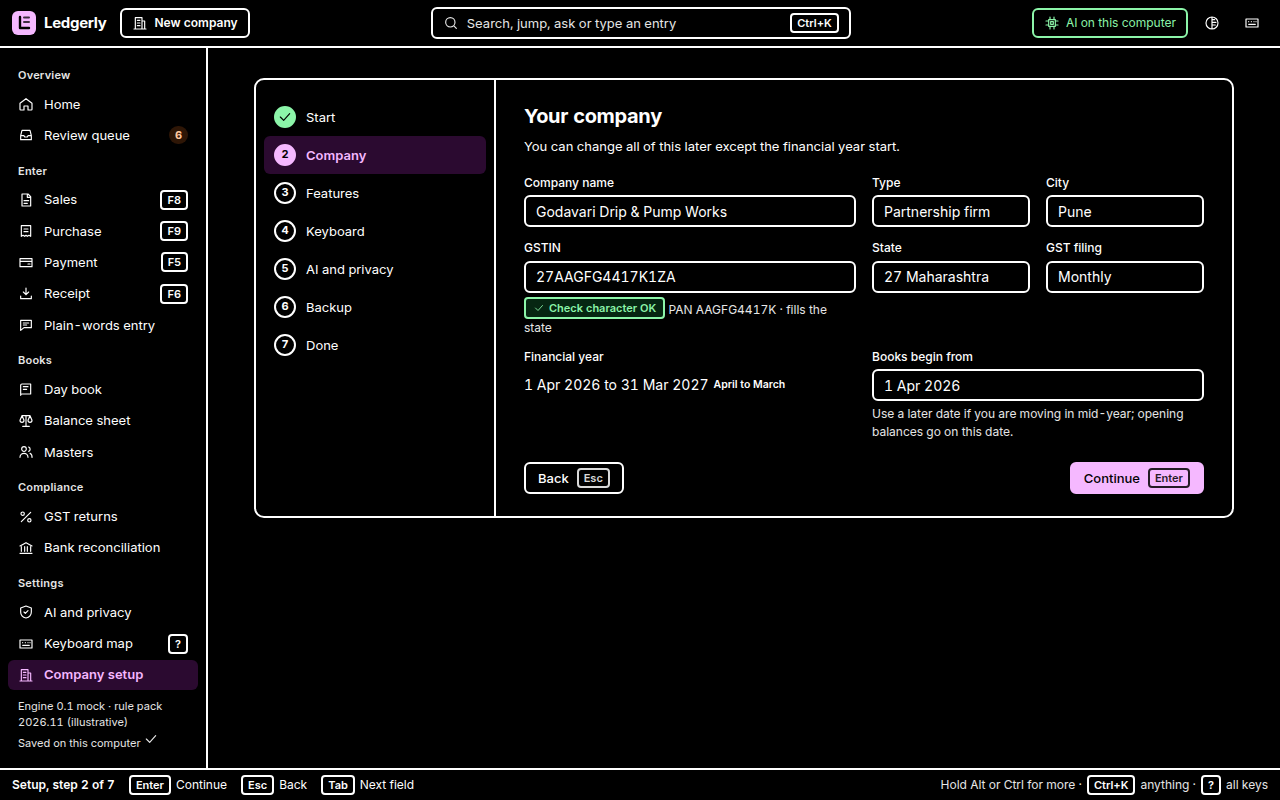 Ledgerly
New company
Search, jump, ask or type an entry
Ctrl+K
AI on this computer
Overview
Home
Review queue
6
Enter
Sales
F8
Purchase
F9
Payment
F5
Receipt
F6
Plain-words entry
Books
Day book
Balance sheet
Masters
Compliance
GST returns
Bank reconciliation
Settings
AI and privacy
Keyboard map
?
Company setup
Engine 0.1 mock · rule pack
2026.11 (illustrative)
Saved on this computer
Start
2 Company
3 Features
4 Keyboard
5 AI and privacy
6 Backup
7 Done
Your company
You can change all of this later except the financial year start.
Company name
Type
City
Godavari Drip & Pump Works
Partnership firm
Pune
GSTIN
State
GST filing
27AAGFG4417K1ZA
27 Maharashtra
Monthly
Check character OK PAN AAGFG4417K · fills the
state
Financial year
Books begin from
1 Apr 2026 to 31 Mar 2027 April to March
1 Apr 2026
Use a later date if you are moving in mid-year; opening
balances go on this date.
Back Esc
Continue Enter
Setup, step 2 of 7 Enter Continue Esc Back Tab Next field
Hold Alt or Ctrl for more · Ctrl+K anything · ? all keys